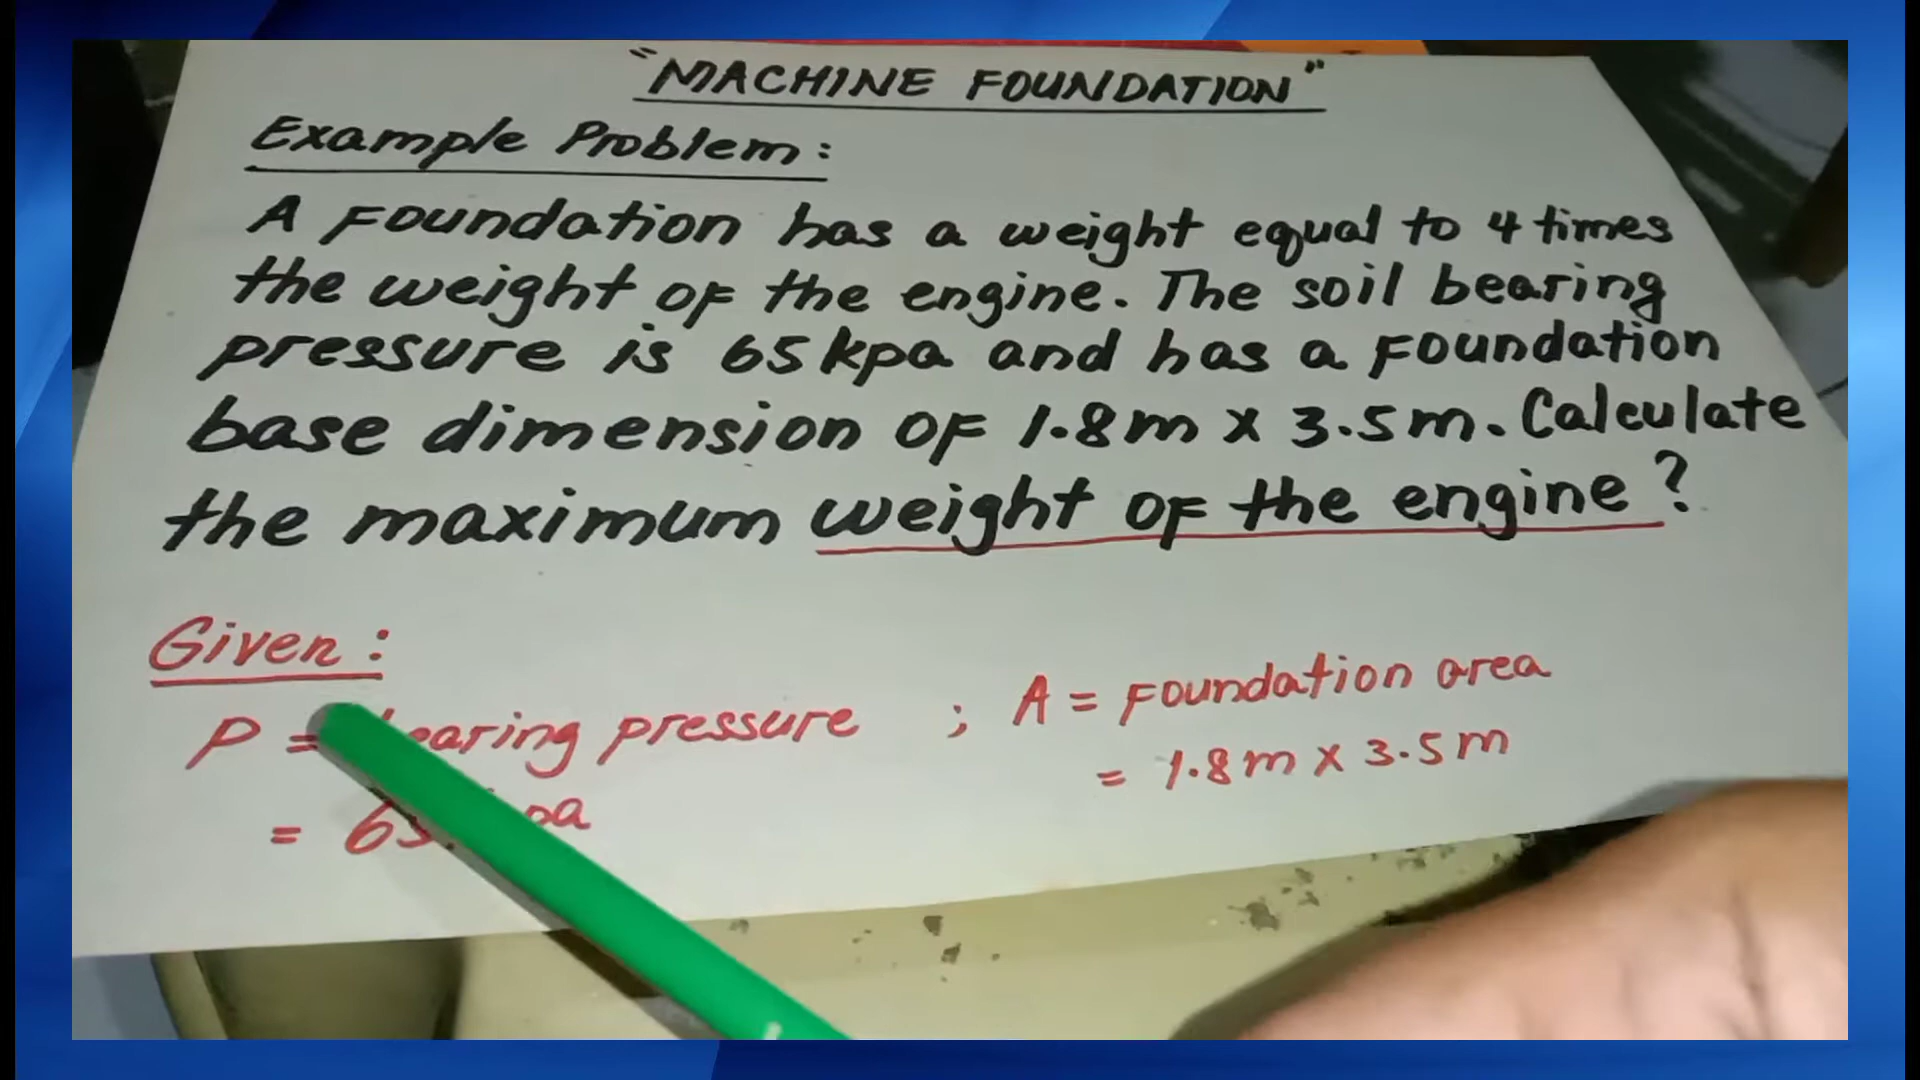 "MACHINE FOUNDATION"
Example Problem:
A Foundation has a weight equal to 4 times
the weight of the engine. The soil bearing
pressure is 65 kpa and has a Foundation
base dimension of 1.8m x 3.5m. Calculate
the maximum weight of the engine?
Given:
P = pressure ; A = Foundation area
= = 1.8m x 3.5m